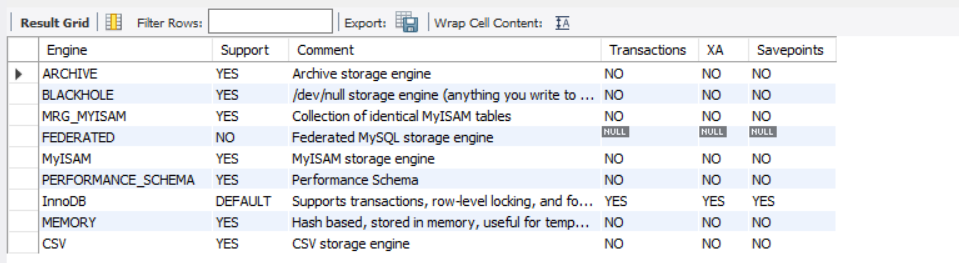 Result Grid Filter Rows: Export: Wrap Cell Content: IA
Engine Support Comment Transactions XA Savepoints
ARCHIVE YES Archive storage engine NO NO NO
BLACKHOLE YES /dev/null storage engine (anything you write to ... NO NO NO
MRG_MYISAM YES Collection of identical MyISAM tables NO NO NO
FEDERATED NO Federated MySQL storage engine NULL NULL NULL
MyISAM YES MyISAM storage engine NO NO NO
PERFORMANCE_SCHEMA YES Performance Schema NO NO NO
InnoDB DEFAULT Supports transactions, row-level locking, and fo... YES YES YES
MEMORY YES Hash based, stored in memory, useful for temp... NO NO NO
CSV YES CSV storage engine NO NO NO